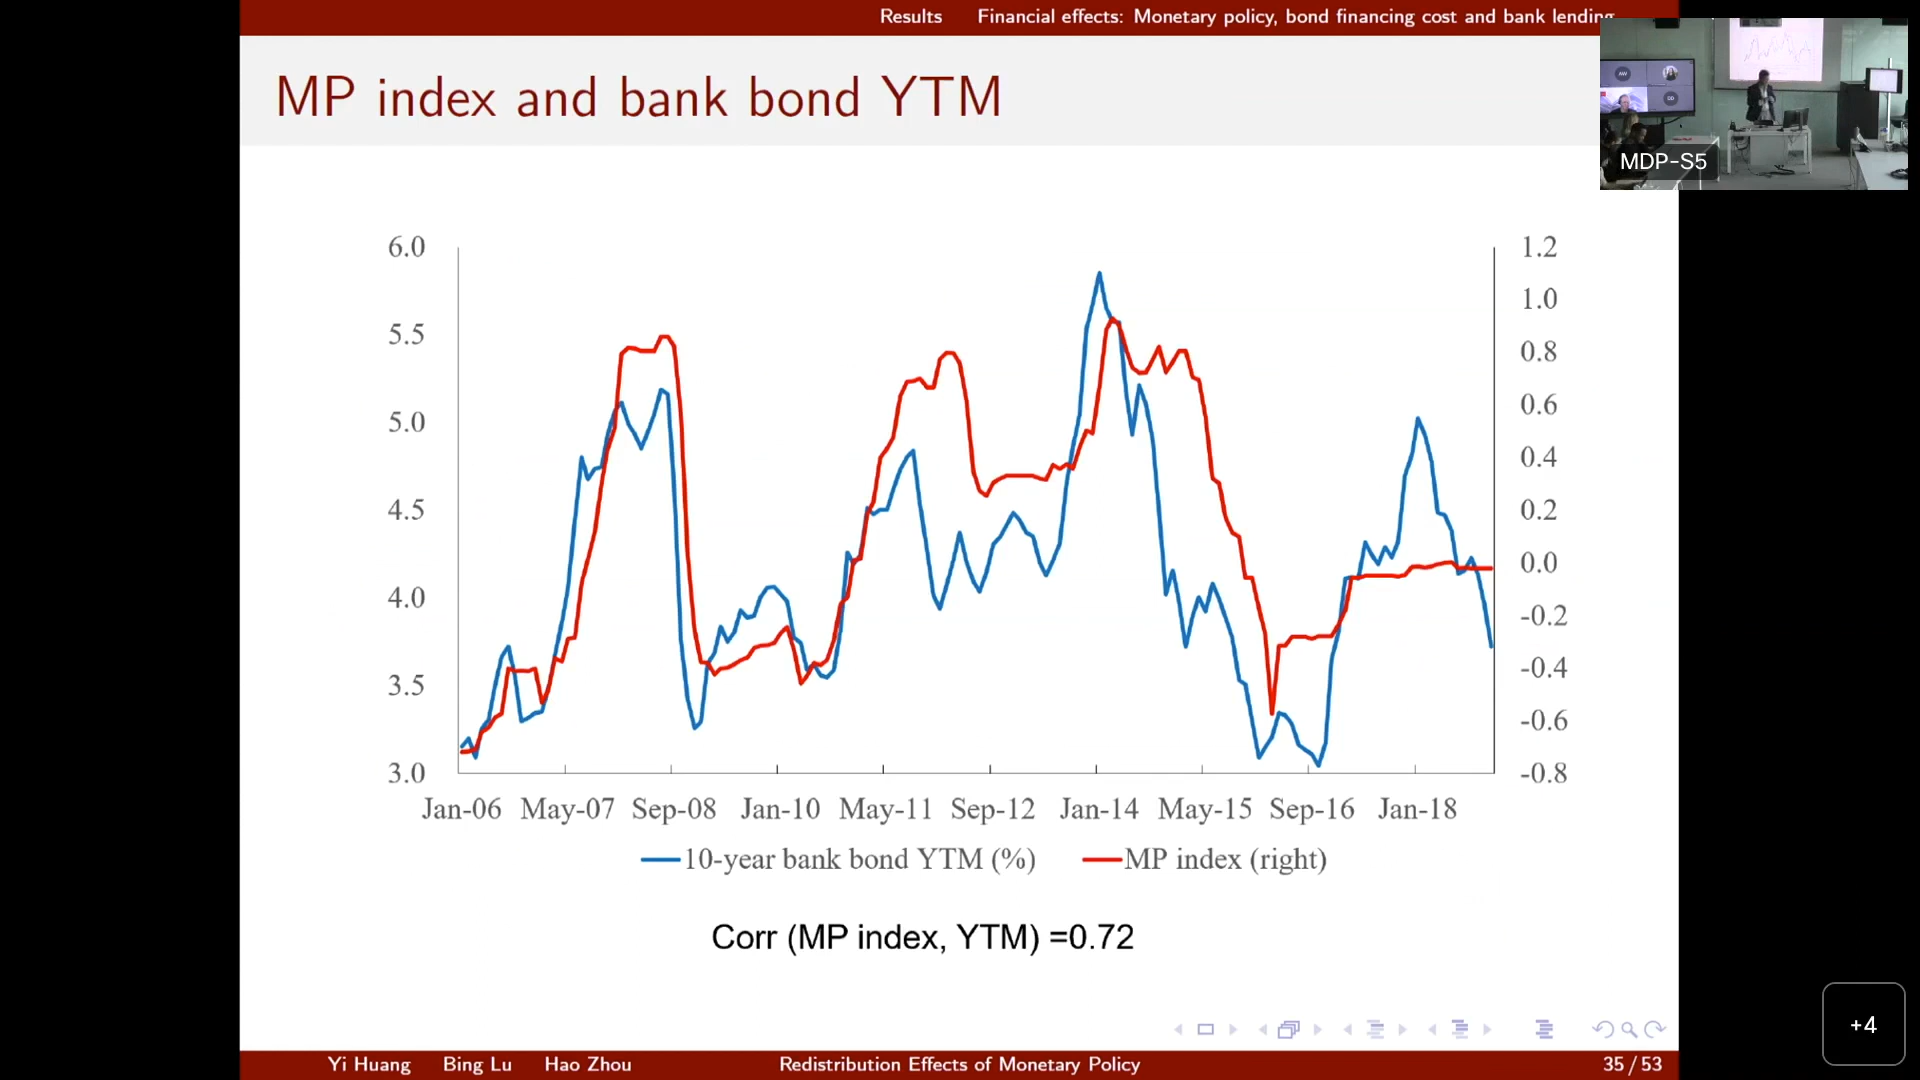 Results Financial effects: Monetary policy, bond financing cost and bank lending
MP index and bank bond YTM
AW
MDP-S5
6.0
5.5
5.0
4.5
4.0
3.5
3.0
1.2
1.0
0.8
0.6
0.4
0.2
0.0
-0.2
-0.4
-0.6
-0.8
Jan-06 May-07 Sep-08 Jan-10 May-11 Sep-12 Jan-14 May-15 Sep-16 Jan-18
10-year bank bond YTM (%) MP index (right)
Corr (MP index, YTM) =0.72
+4
Yi Huang Bing Lu Hao Zhou Redistribution Effects of Monetary Policy 35 / 53